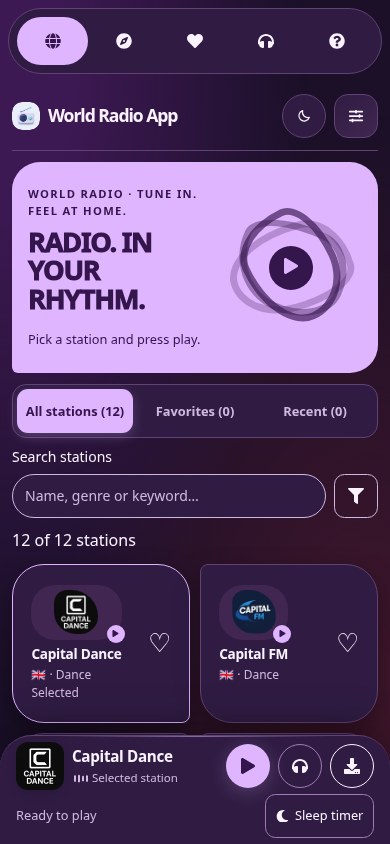 World Radio App
WORLD RADIO · TUNE IN.
FEEL AT HOME.
RADIO. IN
YOUR
RHYTHM.
Pick a station and press play.
All stations (12)
Favorites (0)
Recent (0)
Search stations
Name, genre or keyword...
12 of 12 stations
CAPITAL
DANCE
Capital Dance
🇬🇧 · Dance
Selected
CAPITAL
FM
Capital FM
🇬🇧 · Dance
CAPITAL
DANCE
Capital Dance
Selected station
Ready to play
Sleep timer